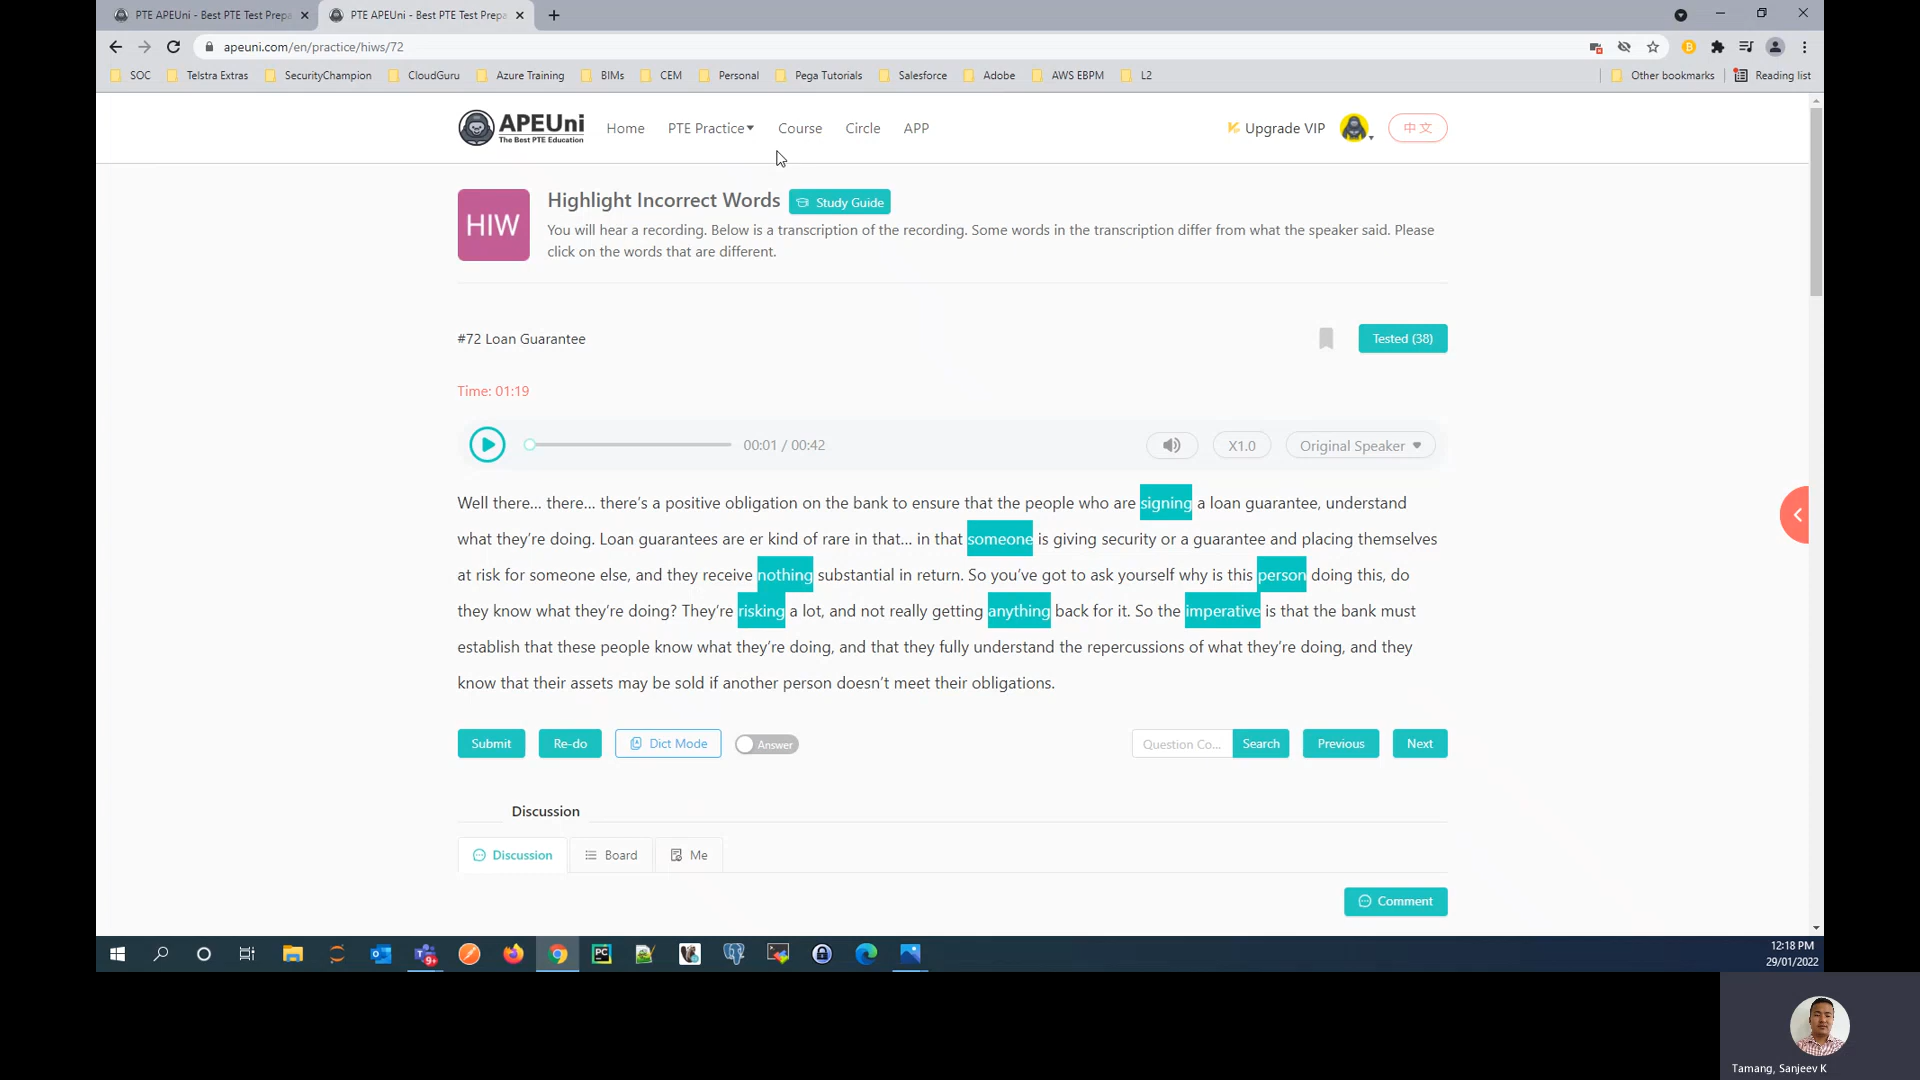 PTE APEUni - Best PTE Test Prepa
PTE APEUni - Best PTE Test Prepa
apeuni.com/en/practice/hiws/72
SOC
Telstra Extras
SecurityChampion
CloudGuru
Azure Training
BIMs
CEM
Personal
Pega Tutorials
Salesforce
Adobe
AWS EBPM
L2
Other bookmarks
Reading list
APEUni
The Best PTE Education
Home
PTE Practice
Course
Circle
APP
Upgrade VIP
中文
HIW
Highlight Incorrect Words
Study Guide
You will hear a recording. Below is a transcription of the recording. Some words in the transcription differ from what the speaker said. Please
click on the words that are different.
#72 Loan Guarantee
Tested (38)
Time: 01:19
00:01 / 00:42
X1.0
Original Speaker
Well there... there... there's a positive obligation on the bank to ensure that the people who are signing a loan guarantee, understand
what they're doing. Loan guarantees are er kind of rare in that... in that someone is giving security or a guarantee and placing themselves
at risk for someone else, and they receive nothing substantial in return. So you've got to ask yourself why is this person doing this, do
they know what they're doing? They're risking a lot, and not really getting anything back for it. So the imperative is that the bank must
establish that these people know what they're doing, and that they fully understand the repercussions of what they're doing, and they
know that their assets may be sold if another person doesn't meet their obligations.
Submit
Re-do
Dict Mode
Answer
Question Co...
Search
Previous
Next
Discussion
Discussion
Board
Me
Comment
9+
PC
12:18 PM
29/01/2022
Tamang, Sanjeev K